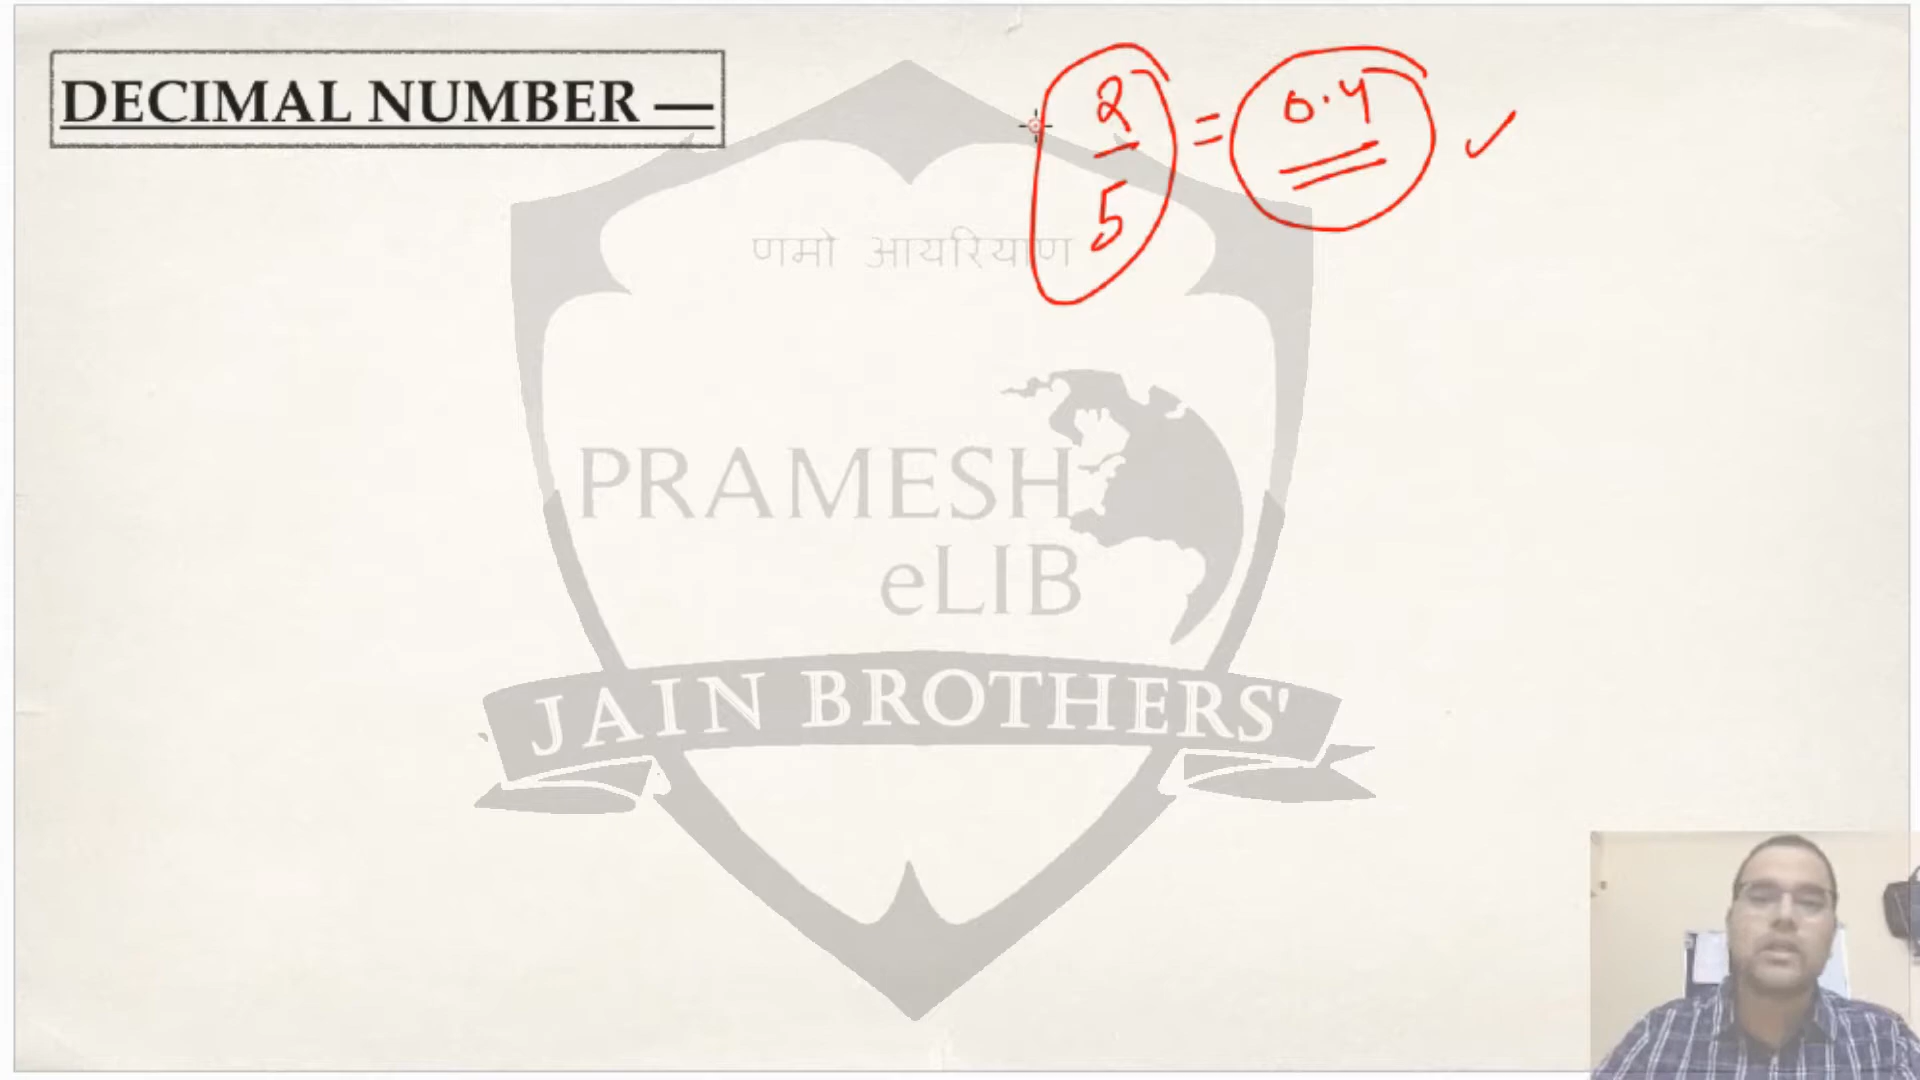 DECIMAL NUMBER —
2/5 = 0.4 ✓
णमो आयरियाण
PRAMESH
eLIB
JAIN BROTHERS'